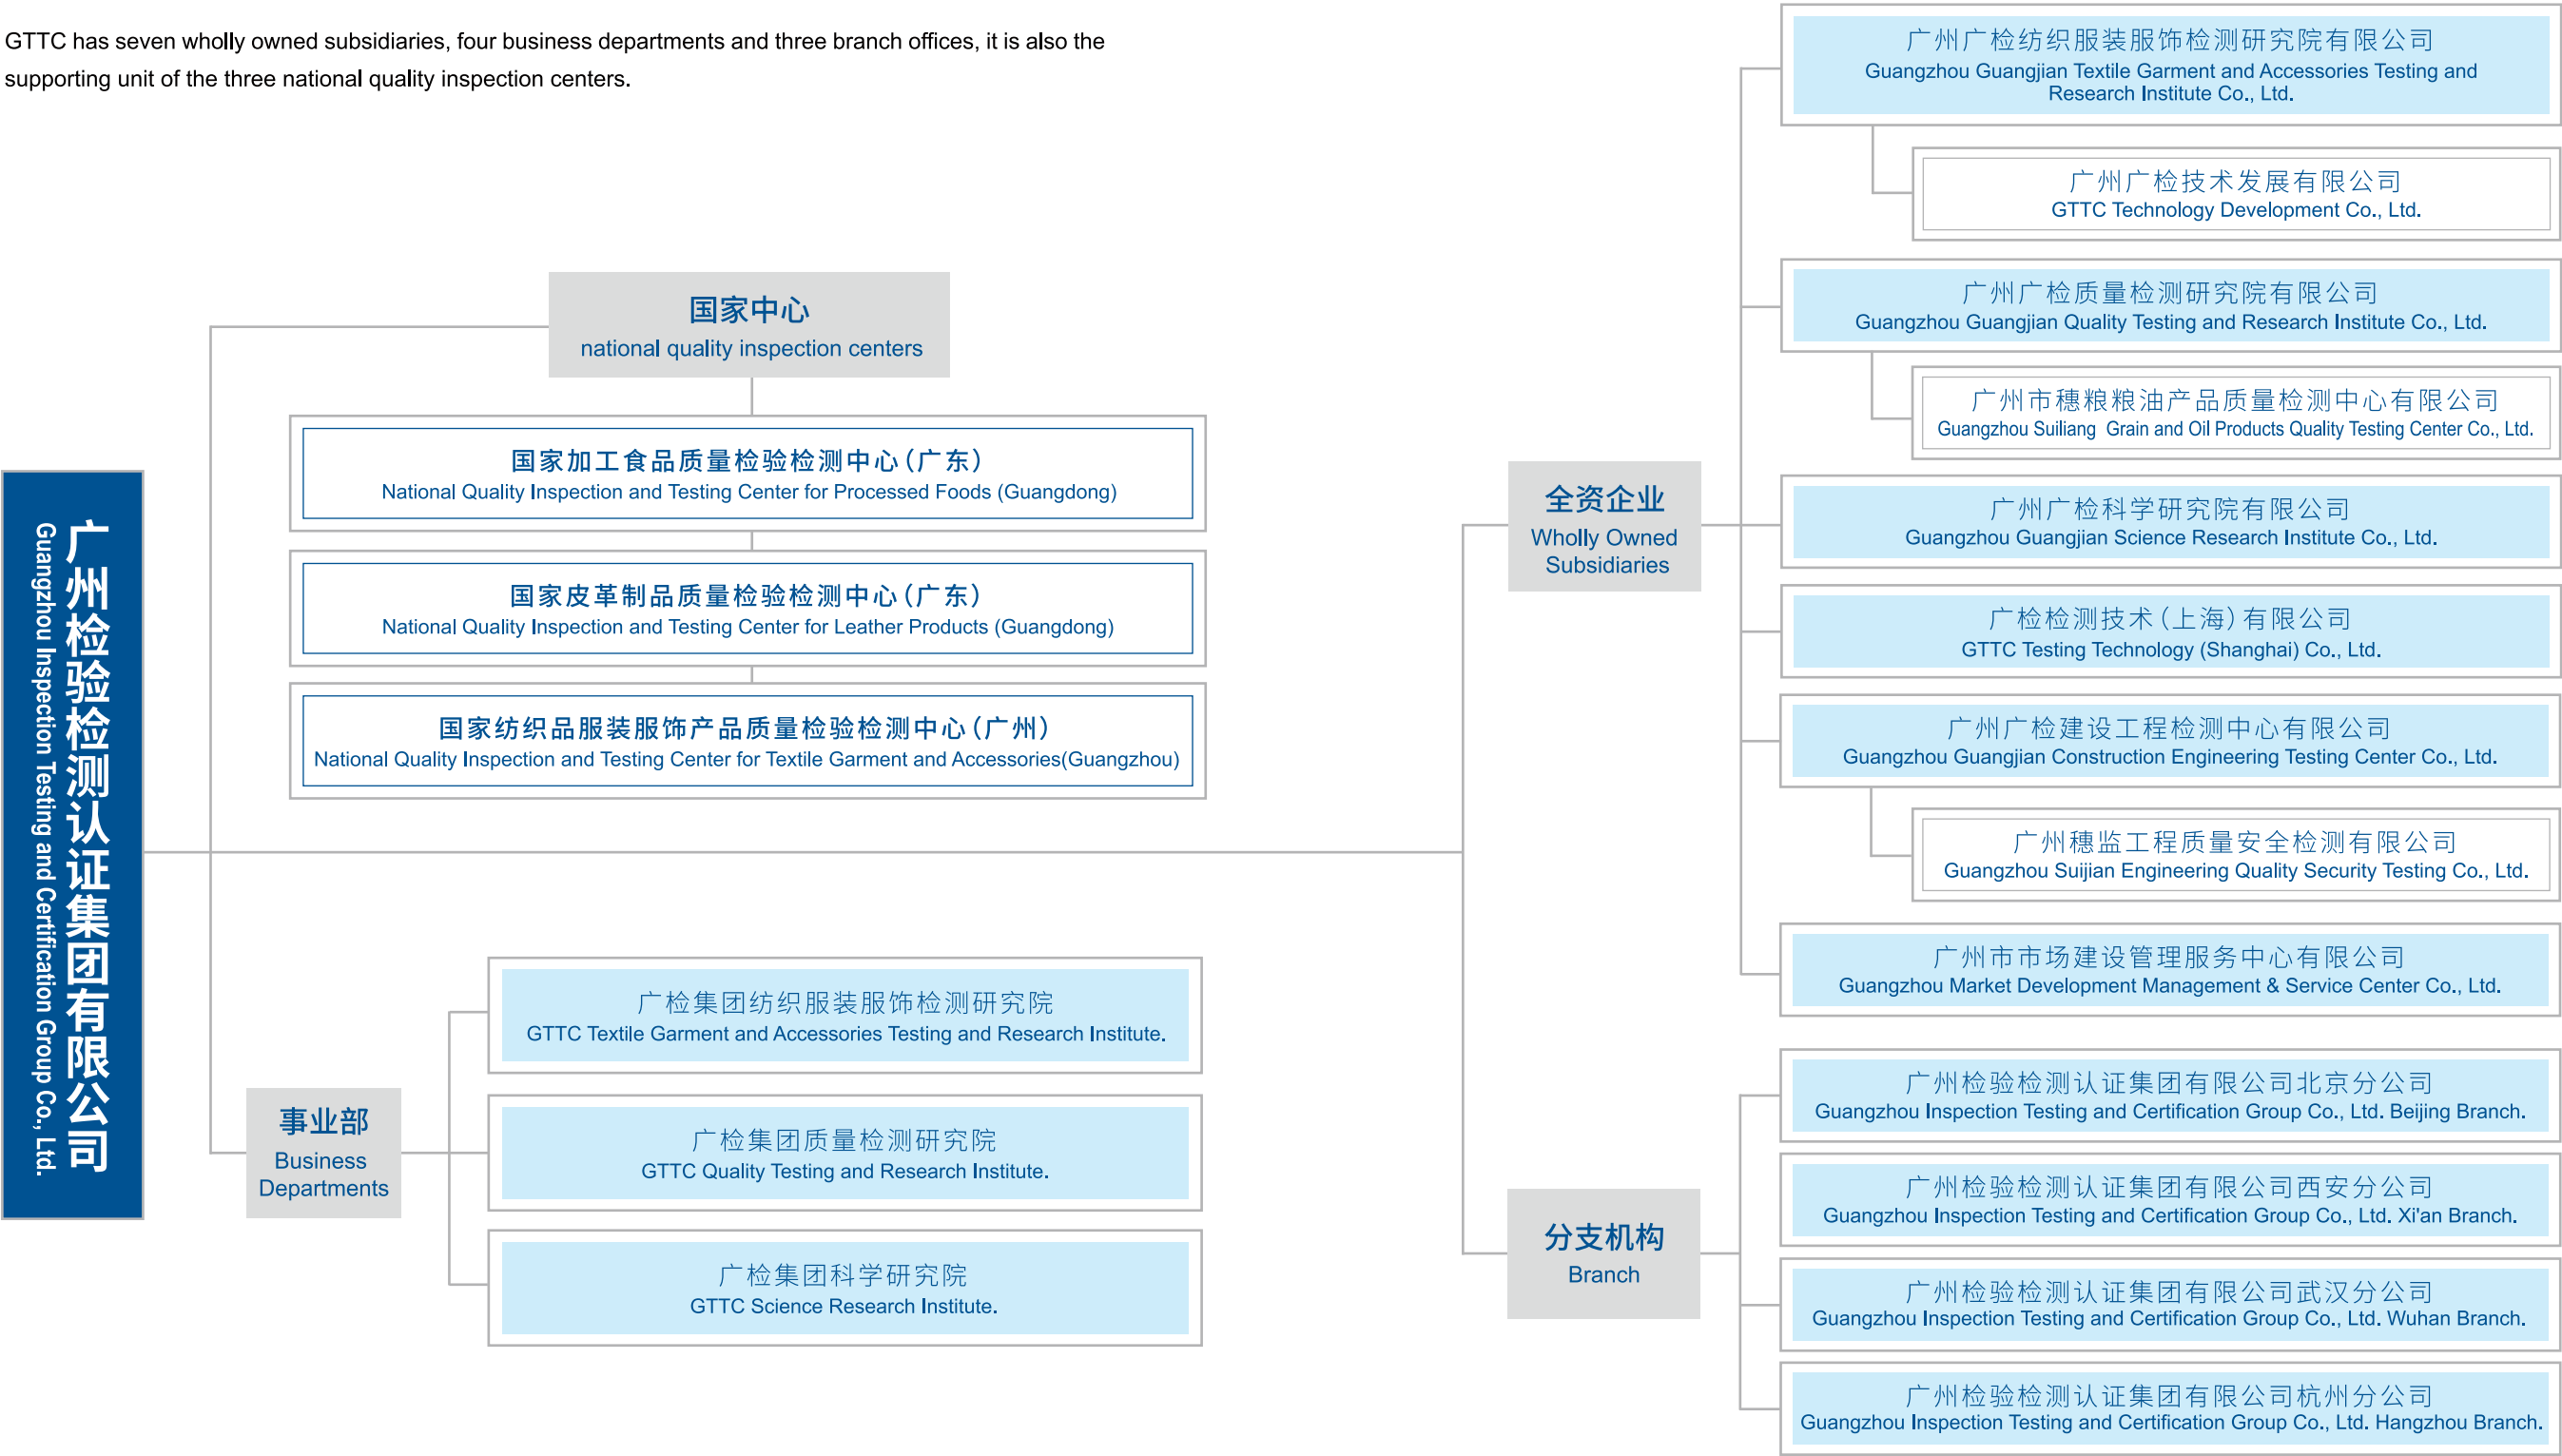 GTTC has seven wholly owned subsidiaries, four business departments and three branch offices, it is also the
supporting unit of the three national quality inspection centers.
广州检验检测认证集团有限公司
Guangzhou Inspection Testing and Certification Group Co., Ltd.
国家中心
national quality inspection centers
国家加工食品质量检验检测中心(广东)
National Quality Inspection and Testing Center for Processed Foods (Guangdong)
国家皮革制品质量检验检测中心(广东)
National Quality Inspection and Testing Center for Leather Products (Guangdong)
国家纺织品服装服饰产品质量检验检测中心(广州)
National Quality Inspection and Testing Center for Textile Garment and Accessories(Guangzhou)
事业部
Business
Departments
广检集团纺织服装服饰检测研究院
GTTC Textile Garment and Accessories Testing and Research Institute.
广检集团质量检测研究院
GTTC Quality Testing and Research Institute.
广检集团科学研究院
GTTC Science Research Institute.
全资企业
Wholly Owned
Subsidiaries
广州广检纺织服装服饰检测研究院有限公司
Guangzhou Guangjian Textile Garment and Accessories Testing and
Research Institute Co., Ltd.
广州广检技术发展有限公司
GTTC Technology Development Co., Ltd.
广州广检质量检测研究院有限公司
Guangzhou Guangjian Quality Testing and Research Institute Co., Ltd.
广州市穗粮粮油产品质量检测中心有限公司
Guangzhou Suiliang Grain and Oil Products Quality Testing Center Co., Ltd.
广州广检科学研究院有限公司
Guangzhou Guangjian Science Research Institute Co., Ltd.
广检检测技术(上海)有限公司
GTTC Testing Technology (Shanghai) Co., Ltd.
广州广检建设工程检测中心有限公司
Guangzhou Guangjian Construction Engineering Testing Center Co., Ltd.
广州穗监工程质量安全检测有限公司
Guangzhou Suijian Engineering Quality Security Testing Co., Ltd.
广州市市场建设管理服务中心有限公司
Guangzhou Market Development Management & Service Center Co., Ltd.
分支机构
Branch
广州检验检测认证集团有限公司北京分公司
Guangzhou Inspection Testing and Certification Group Co., Ltd. Beijing Branch.
广州检验检测认证集团有限公司西安分公司
Guangzhou Inspection Testing and Certification Group Co., Ltd. Xi'an Branch.
广州检验检测认证集团有限公司武汉分公司
Guangzhou Inspection Testing and Certification Group Co., Ltd. Wuhan Branch.
广州检验检测认证集团有限公司杭州分公司
Guangzhou Inspection Testing and Certification Group Co., Ltd. Hangzhou Branch.